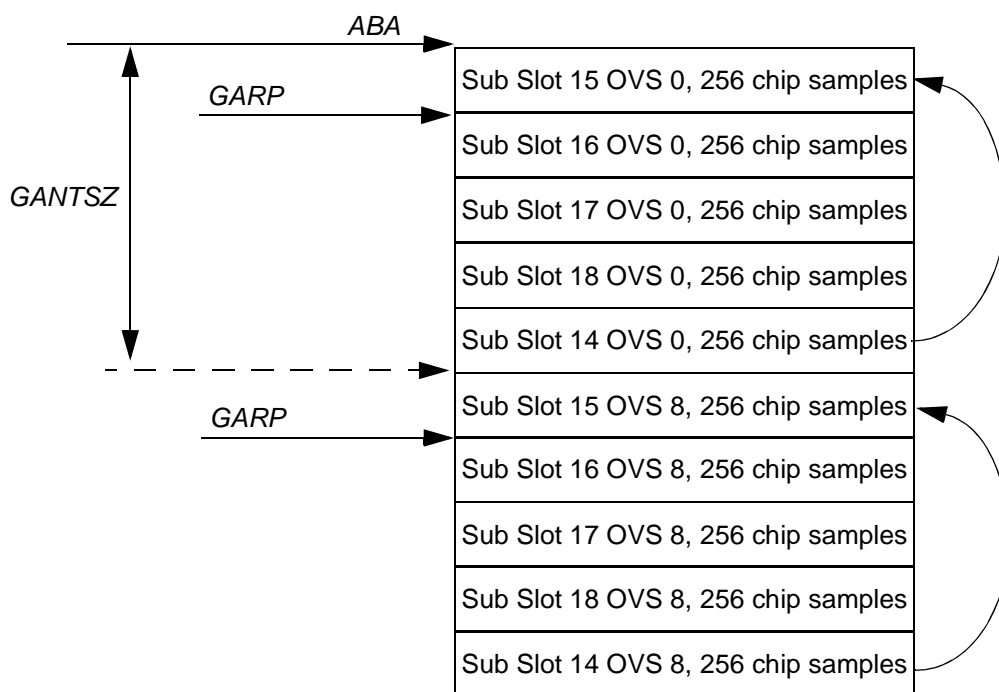 ABA
Sub Slot 15 OVS 0, 256 chip samples
GARP
Sub Slot 16 OVS 0, 256 chip samples
GANTSZ
Sub Slot 17 OVS 0, 256 chip samples
Sub Slot 18 OVS 0, 256 chip samples
Sub Slot 14 OVS 0, 256 chip samples
Sub Slot 15 OVS 8, 256 chip samples
GARP
Sub Slot 16 OVS 8, 256 chip samples
Sub Slot 17 OVS 8, 256 chip samples
Sub Slot 18 OVS 8, 256 chip samples
Sub Slot 14 OVS 8, 256 chip samples